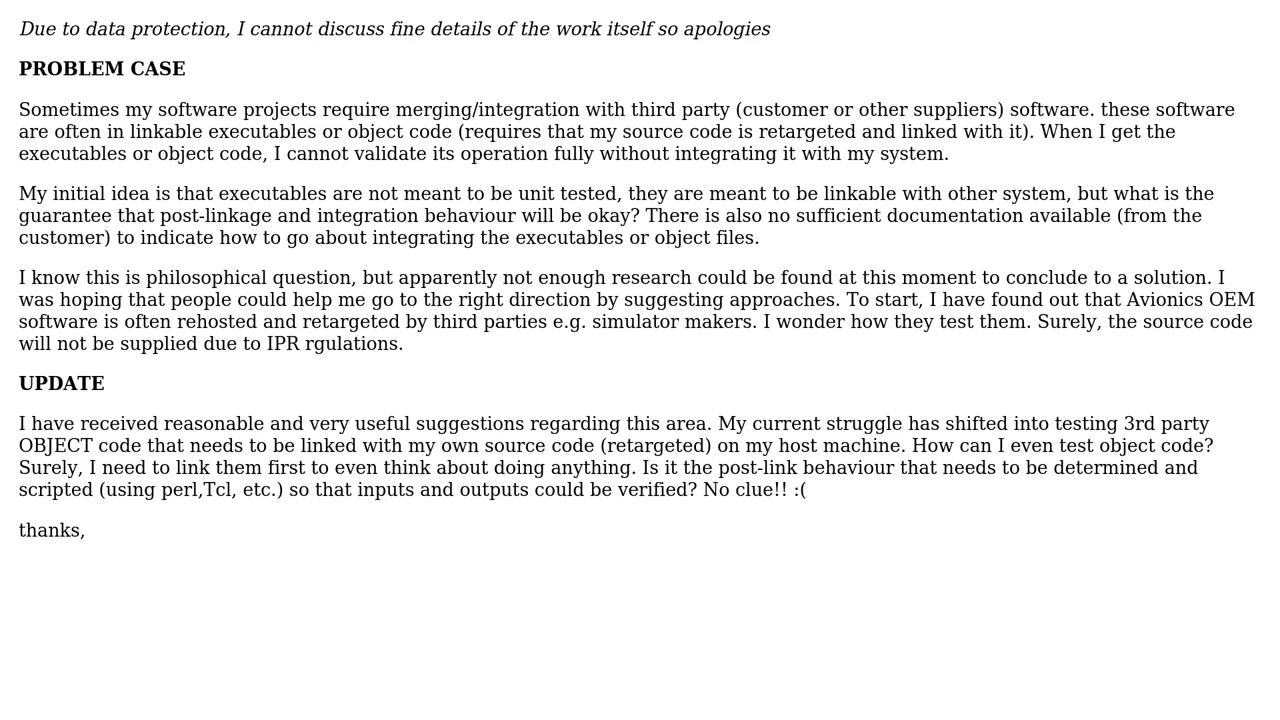 Due to data protection, I cannot discuss fine details of the work itself so apologies
PROBLEM CASE
Sometimes my software projects require merging/integration with third party (customer or other suppliers) software. these software
are often in linkable executables or object code (requires that my source code is retargeted and linked with it). When I get the
executables or object code, I cannot validate its operation fully without integrating it with my system.
My initial idea is that executables are not meant to be unit tested, they are meant to be linkable with other system, but what is the
guarantee that post-linkage and integration behaviour will be okay? There is also no sufficient documentation available (from the
customer) to indicate how to go about integrating the executables or object files.
I know this is philosophical question, but apparently not enough research could be found at this moment to conclude to a solution. I
was hoping that people could help me go to the right direction by suggesting approaches. To start, I have found out that Avionics OEM
software is often rehosted and retargeted by third parties e.g. simulator makers. I wonder how they test them. Surely, the source code
will not be supplied due to IPR rgulations.
UPDATE
I have received reasonable and very useful suggestions regarding this area. My current struggle has shifted into testing 3rd party
OBJECT code that needs to be linked with my own source code (retargeted) on my host machine. How can I even test object code?
Surely, I need to link them first to even think about doing anything. Is it the post-link behaviour that needs to be determined and
scripted (using perl,Tcl, etc.) so that inputs and outputs could be verified? No clue!! :(
thanks,